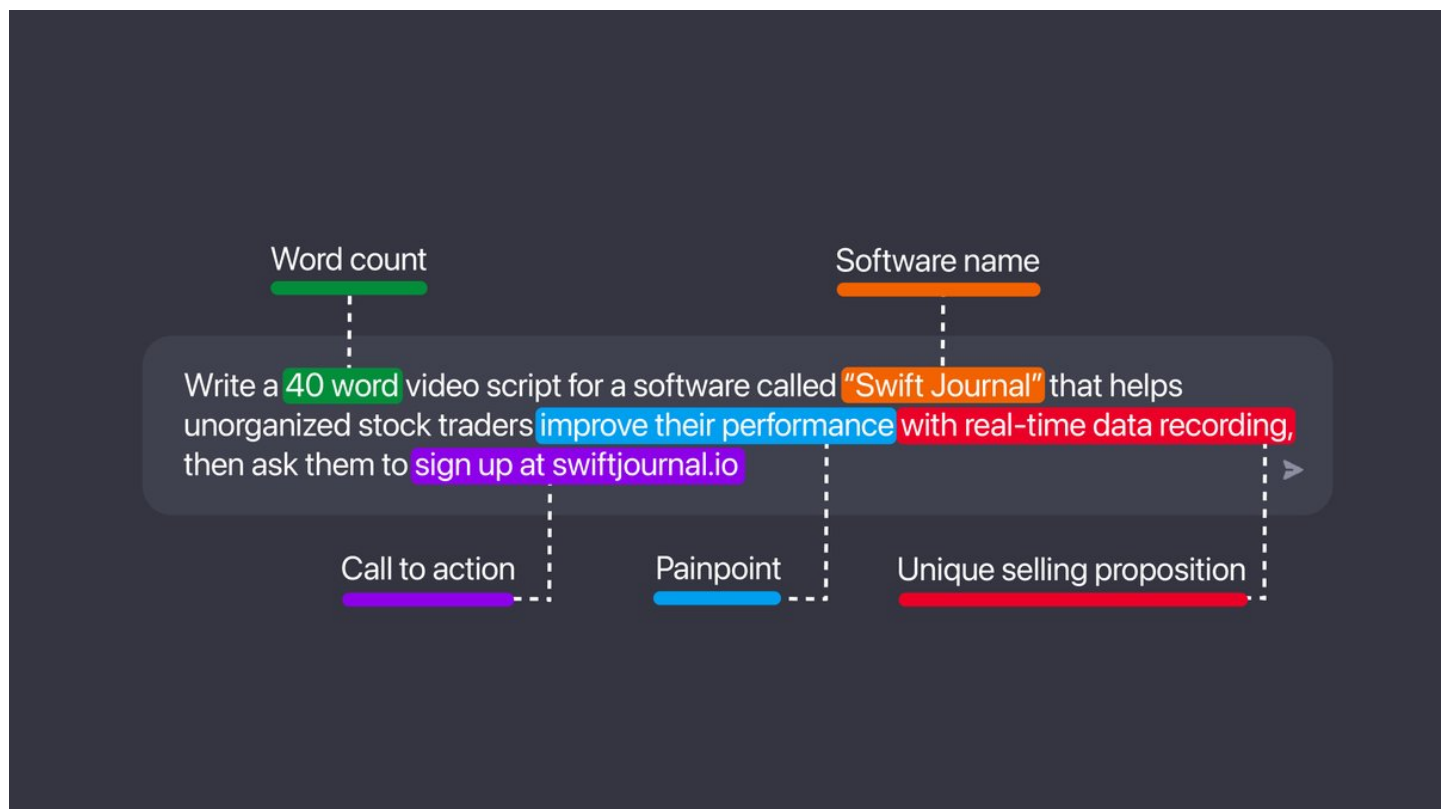 Word count
Software name
Write a 40 word video script for a software called “Swift Journal” that helps
unorganized stock traders improve their performance with real-time data recording,
then ask them to sign up at swiftjournal.io
Call to action
Painpoint
Unique selling proposition